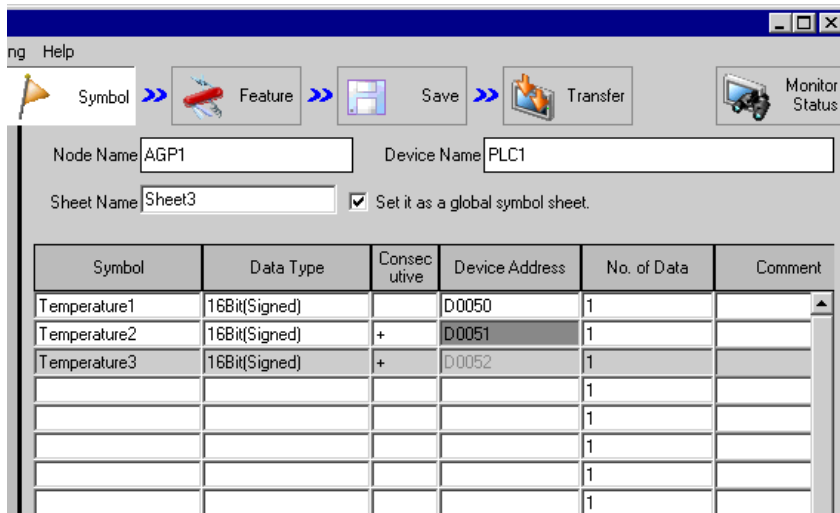 ng Help
Symbol Feature Save Transfer Monitor Status
Node Name AGP1 Device Name PLC1
Sheet Name Sheet3 Set it as a global symbol sheet.
Symbol Data Type Consecutive Device Address No. of Data Comment
Temperature1 16Bit(Signed) D0050 1
Temperature2 16Bit(Signed) + D0051 1
Temperature3 16Bit(Signed) + D0052 1
1
1
1
1
1